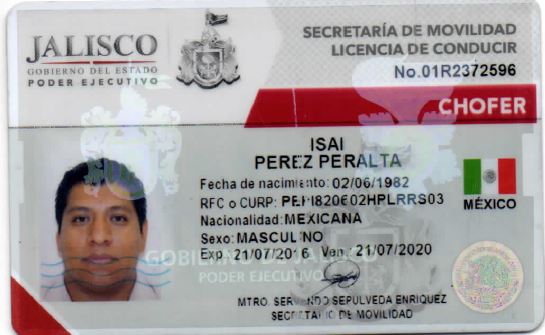 JALISCO
GOBIERNO DEL ESTADO
PODER EJECUTIVO
SECRETARÍA DE MOVILIDAD
LICENCIA DE CONDUCIR
No.01R2372596
CHOFER
ISAI
PEREZ PERALTA
Fecha de nacimiento: 02/06/1982
RFC o CURP: PEPI820602HPLRRS03
Nacionalidad: MEXICANA
Sexo: MASCULINO
Exp: 21/07/2016 Ven: 21/07/2020
MÉXICO
GOBIERNO DE JALISCO
PODER EJECUTIVO
MTRO. SERVANDO SEPULVEDA ENRIQUEZ
SECRETARIO DE MOVILIDAD